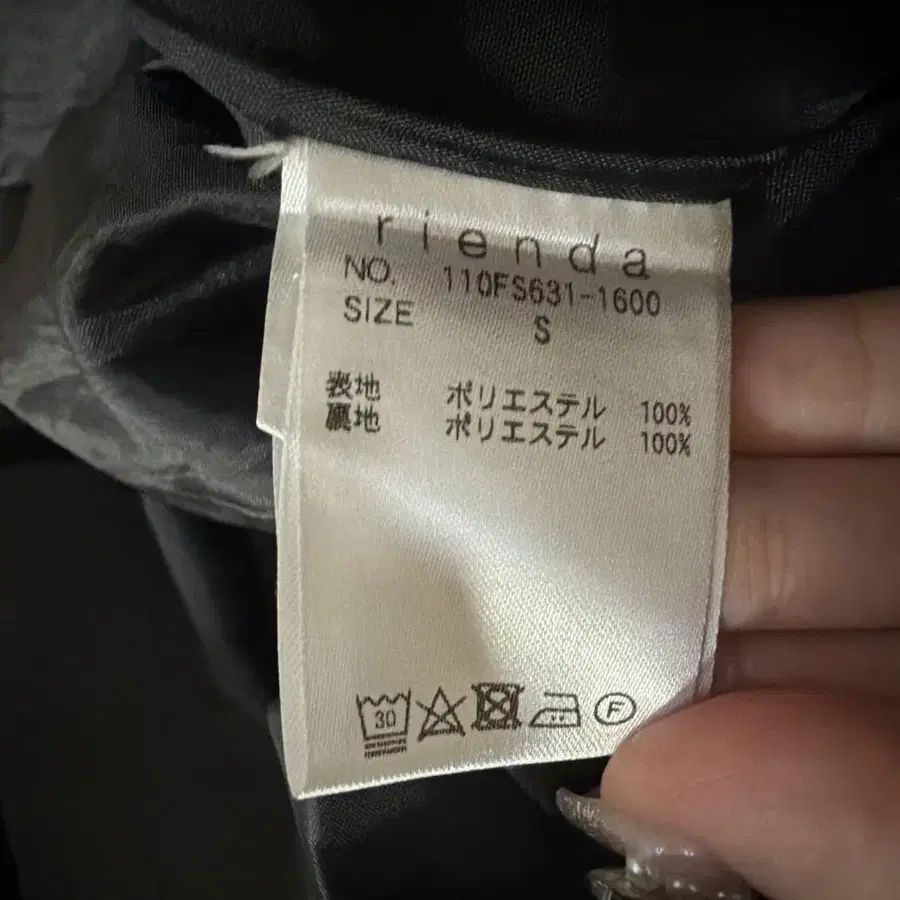 rienda
NO. 110FS631-1600
SIZE S
表地 ポリエステル 100%
裏地 ポリエステル 100%
30
F